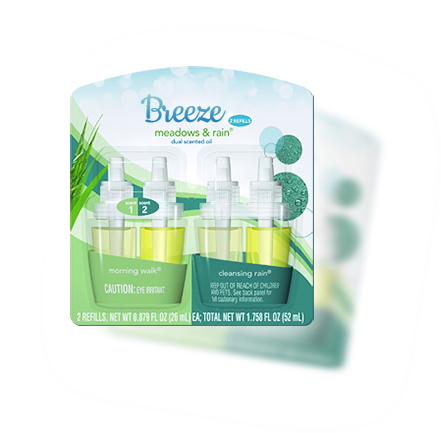 Breeze
2 REFILLS
meadows & rain®
dual scented oil
scent 1 scent 2
morning walk®
CAUTION: EYE IRRITANT
cleansing rain®
KEEP OUT OF REACH OF CHILDREN
AND PETS. See back panel for
full cautionary information.
2 REFILLS, NET WT 0.879 FL OZ (26 mL) EA; TOTAL NET WT 1.758 FL OZ (52 mL)